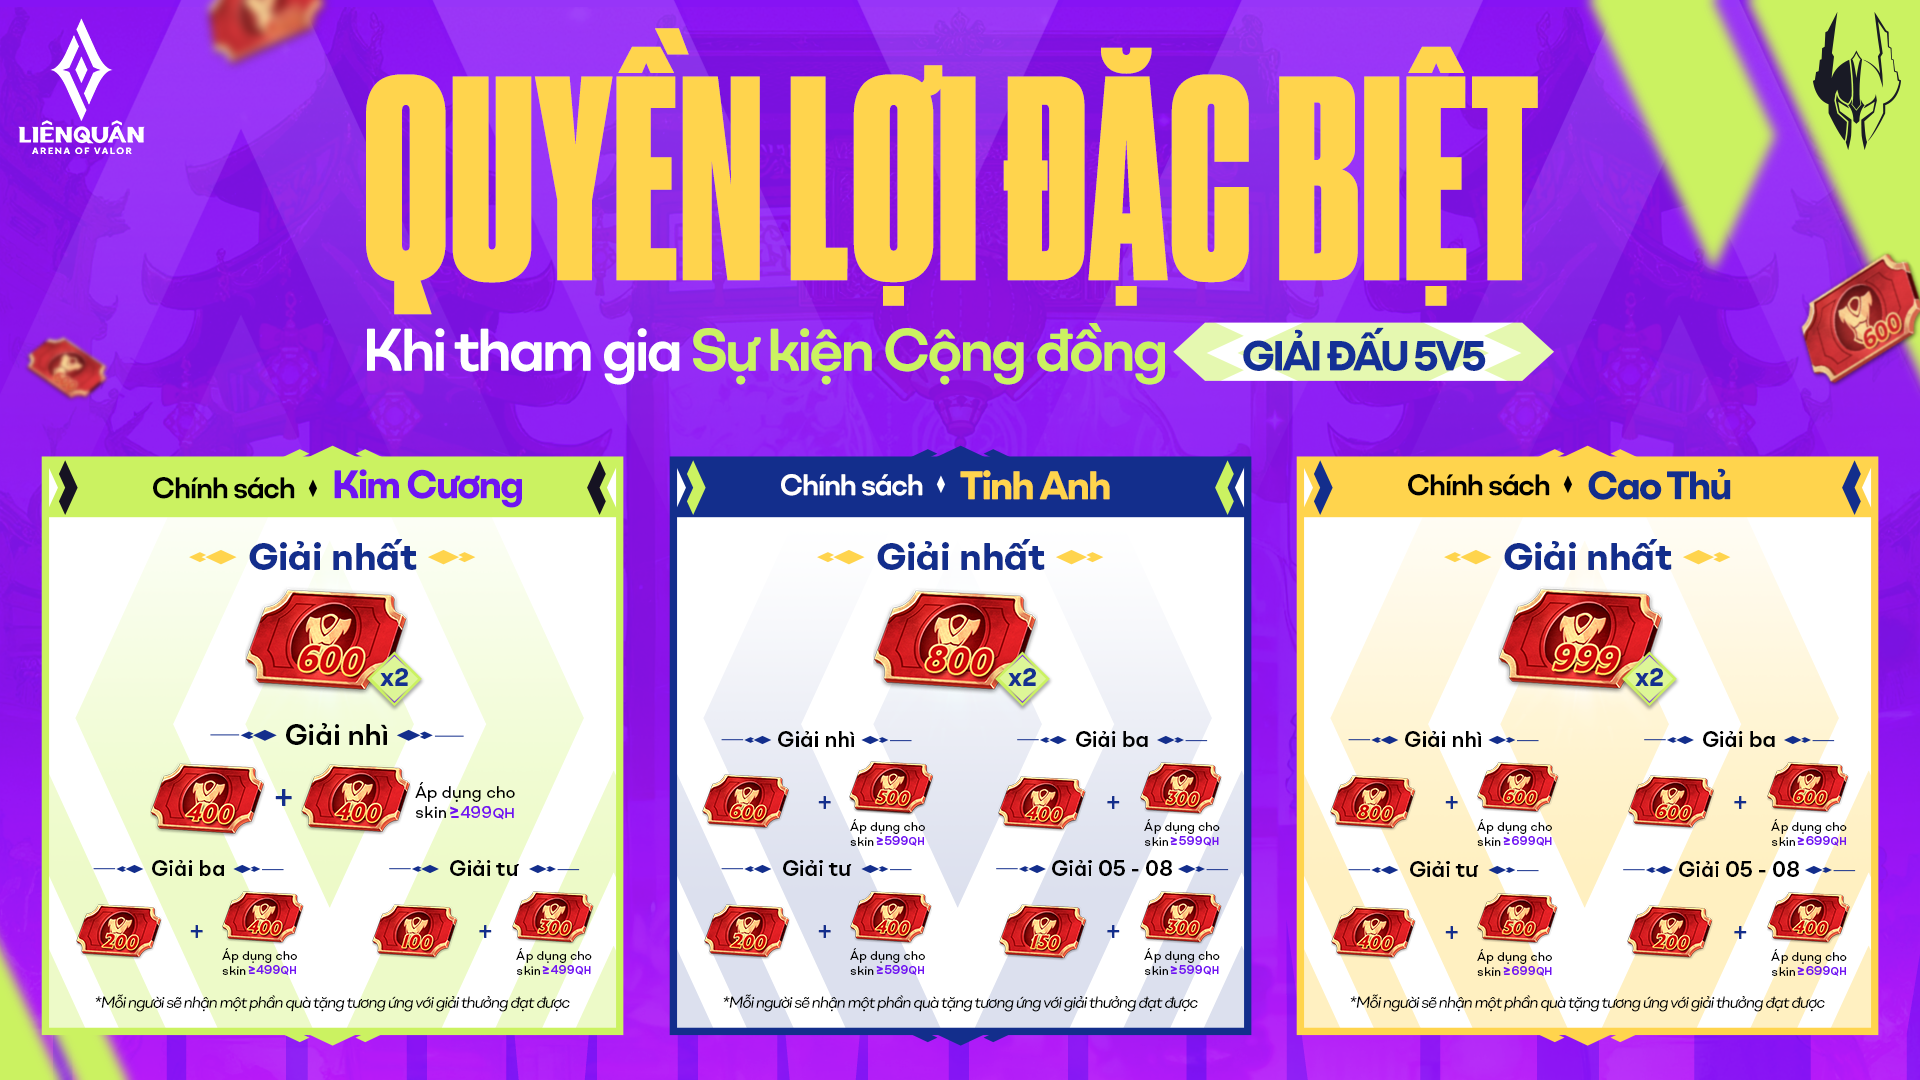 LIÊNQUÂN
ARENA OF VALOR
QUYỀN LỢI ĐẶC BIỆT
Khi tham gia Sự kiện Cộng đồng GIẢI ĐẤU 5V5
600
Chính sách Kim Cương
Giải nhất
600
x2
Giải nhì
400 + 400 Áp dụng cho
skin ≥499QH
Giải ba
200 + 400
Áp dụng cho
skin ≥499QH
Giải tư
100 + 300
Áp dụng cho
skin ≥499QH
*Mỗi người sẽ nhận một phần quà tặng tương ứng với giải thưởng đạt được
Chính sách Tinh Anh
Giải nhất
800
x2
Giải nhì
600 + 500
Áp dụng cho
skin ≥599QH
Giải ba
400 + 300
Áp dụng cho
skin ≥599QH
Giải tư
200 + 400
Áp dụng cho
skin ≥599QH
Giải 05 - 08
150 + 300
Áp dụng cho
skin ≥599QH
*Mỗi người sẽ nhận một phần quà tặng tương ứng với giải thưởng đạt được
Chính sách Cao Thủ
Giải nhất
999
x2
Giải nhì
800 + 600
Áp dụng cho
skin ≥699QH
Giải ba
600 + 600
Áp dụng cho
skin ≥699QH
Giải tư
400 + 500
Áp dụng cho
skin ≥699QH
Giải 05 - 08
200 + 400
Áp dụng cho
skin ≥699QH
*Mỗi người sẽ nhận một phần quà tặng tương ứng với giải thưởng đạt được